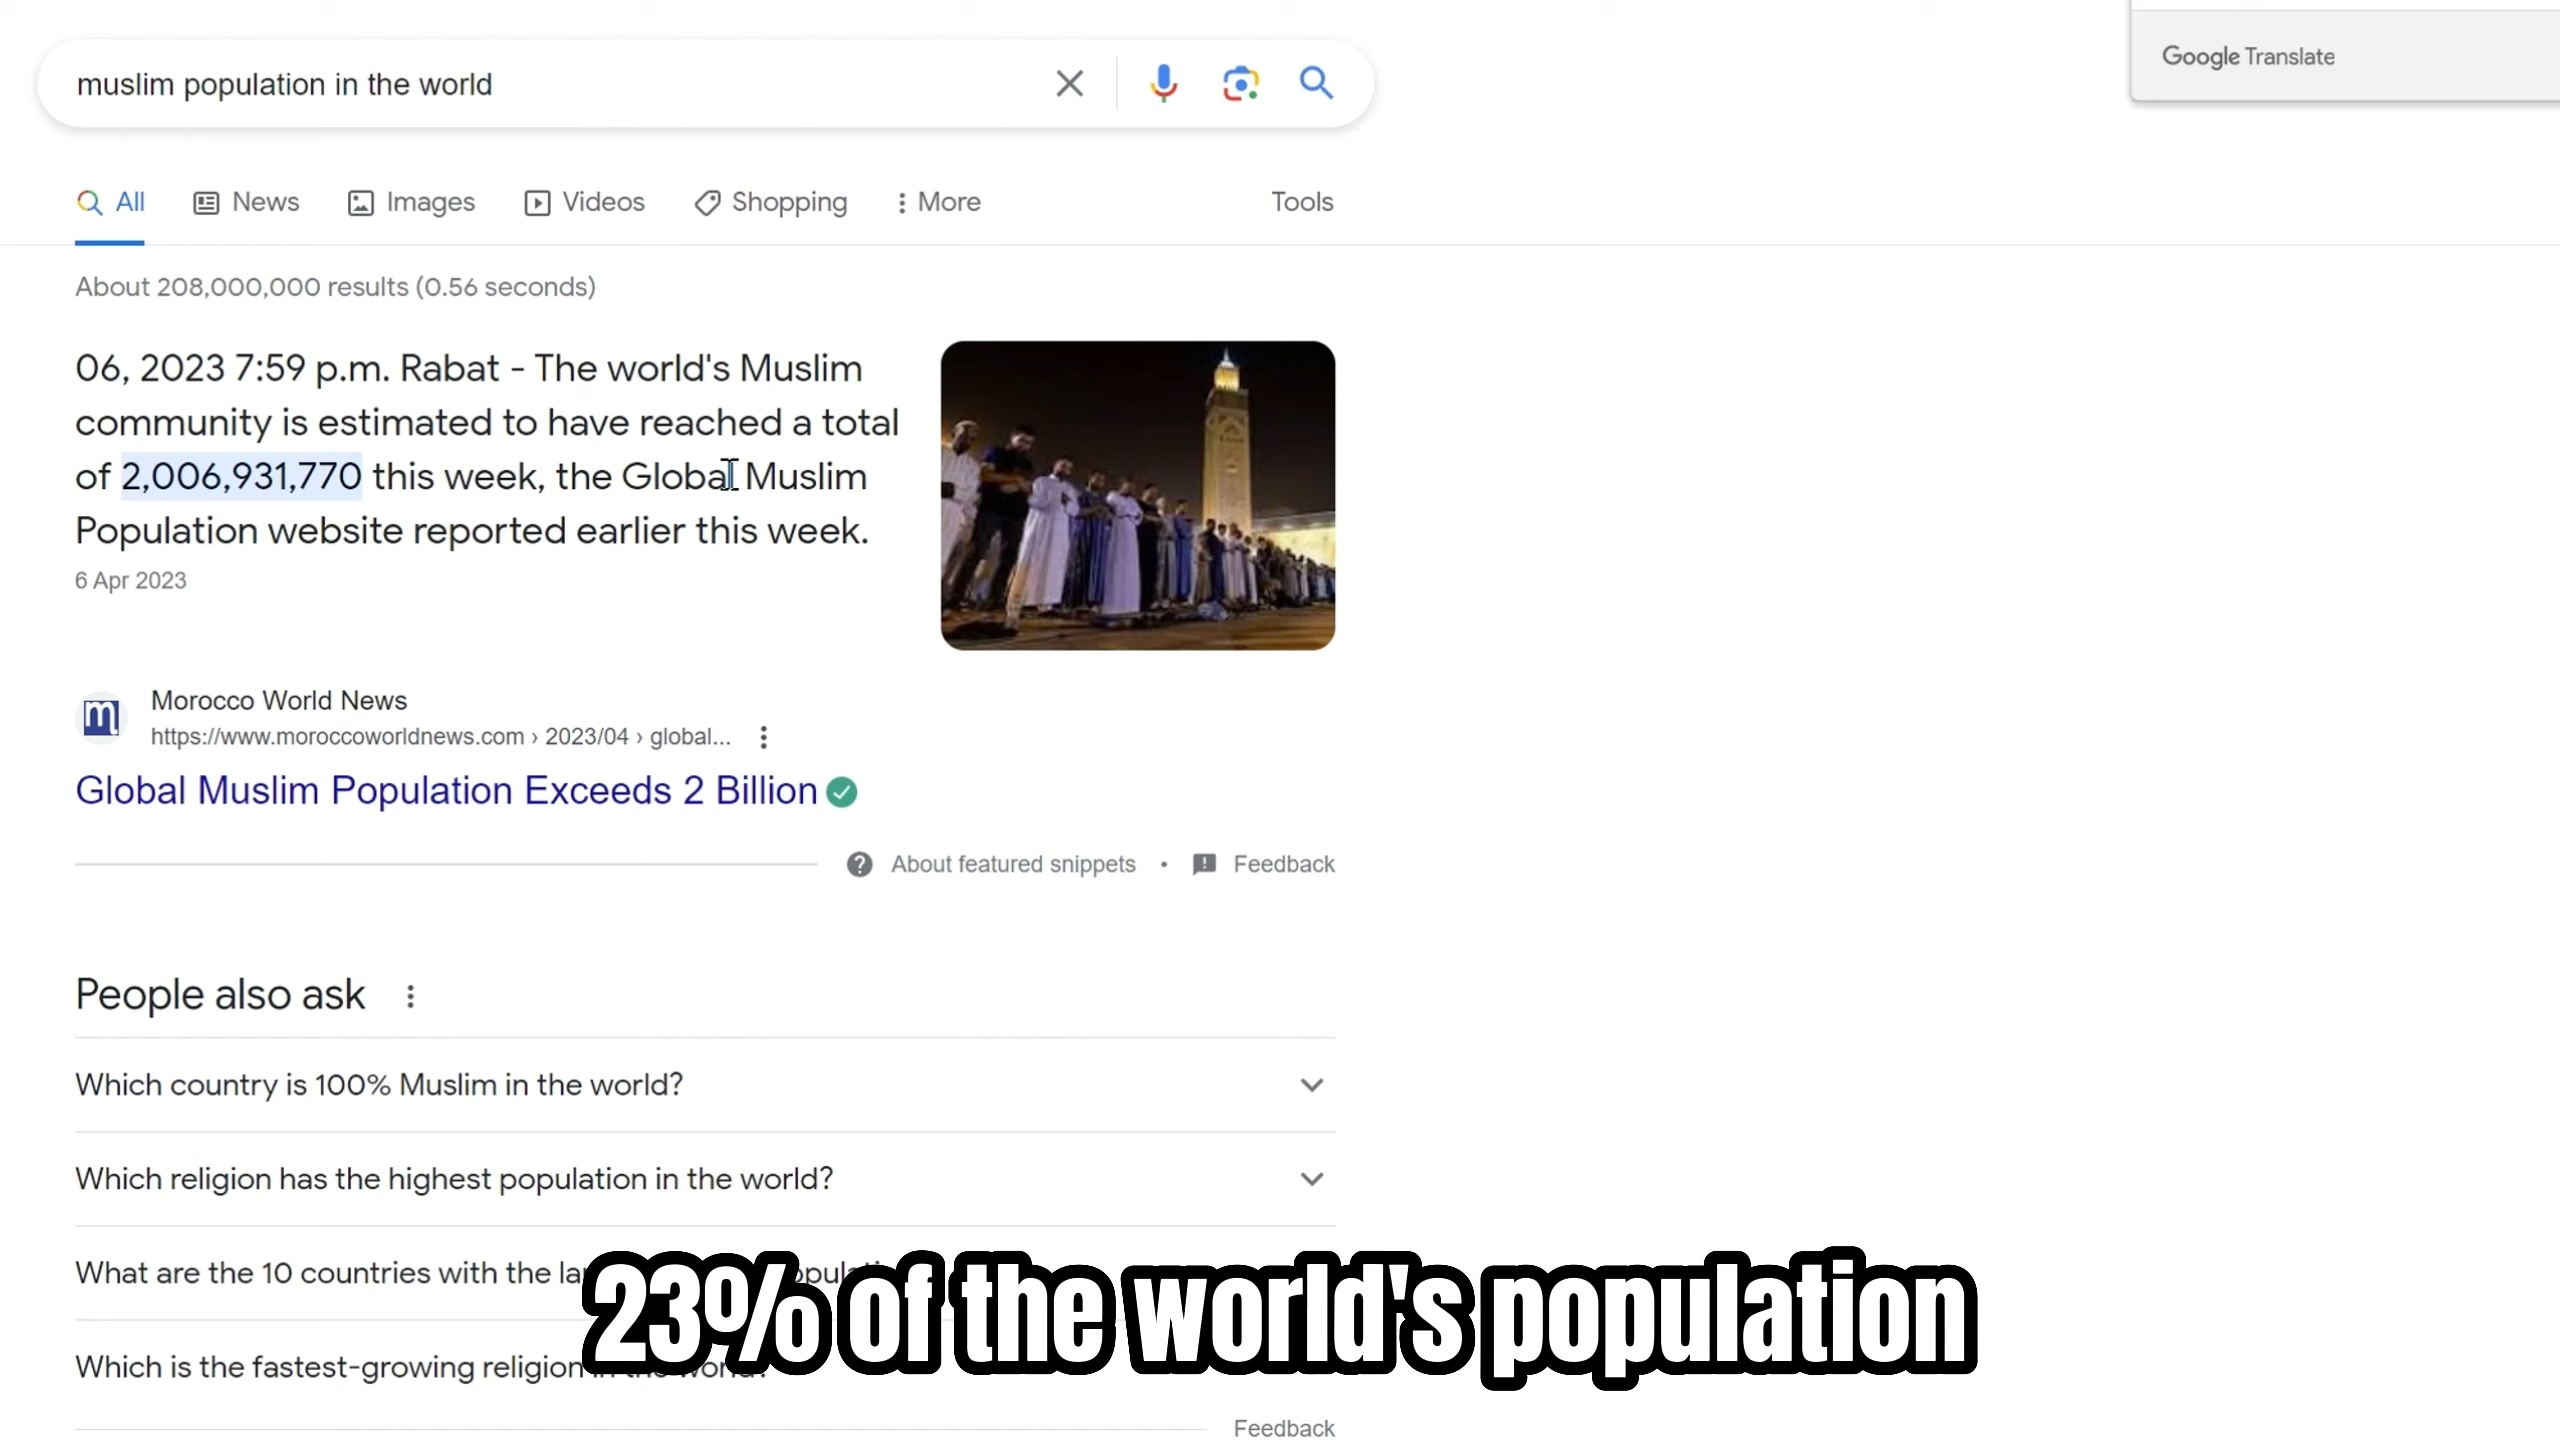 muslim population in the world
Google Translate
All News Images Videos Shopping More Tools
About 208,000,000 results (0.56 seconds)
06, 2023 7:59 p.m. Rabat - The world's Muslim
community is estimated to have reached a total
of 2,006,931,770 this week, the Global Muslim
Population website reported earlier this week.
6 Apr 2023
Morocco World News
https://www.moroccoworldnews.com › 2023/04 › global...
Global Muslim Population Exceeds 2 Billion
About featured snippets • Feedback
People also ask
Which country is 100% Muslim in the world?
Which religion has the highest population in the world?
What are the 10 countries with the
23% of the world's population
Which is the fastest-growing religion
Feedback